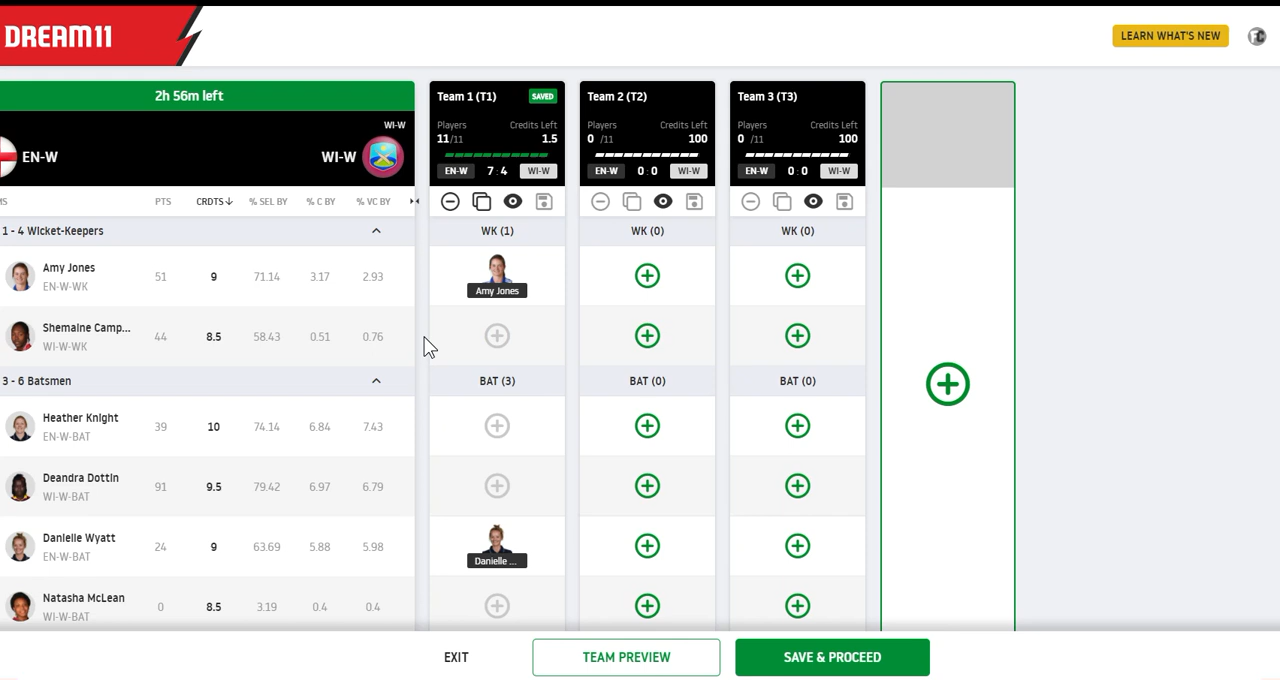 DREAM11
LEARN WHAT'S NEW
2h 56m left
EN-W
WI-W
WI-W
Team 1 (T1) SAVED
Players Credits Left
11/11 1.5
EN-W 7 : 4 WI-W
Team 2 (T2)
Players Credits Left
0 /11 100
EN-W 0 : 0 WI-W
Team 3 (T3)
Players Credits Left
0 /11 100
EN-W 0 : 0 WI-W
MS PTS CRDTS↓ % SEL BY % C BY % VC BY
1 - 4 Wicket-Keepers WK (1) WK (0) WK (0)
Amy Jones
EN-W-WK
51 9 71.14 3.17 2.93
Amy Jones
Shemaine Camp...
WI-W-WK
44 8.5 58.43 0.51 0.76
3 - 6 Batsmen BAT (3) BAT (0) BAT (0)
Heather Knight
EN-W-BAT
39 10 74.14 6.84 7.43
Deandra Dottin
WI-W-BAT
91 9.5 79.42 6.97 6.79
Danielle Wyatt
EN-W-BAT
24 9 63.69 5.88 5.98
Danielle ...
Natasha McLean
WI-W-BAT
0 8.5 3.19 0.4 0.4
EXIT TEAM PREVIEW SAVE & PROCEED